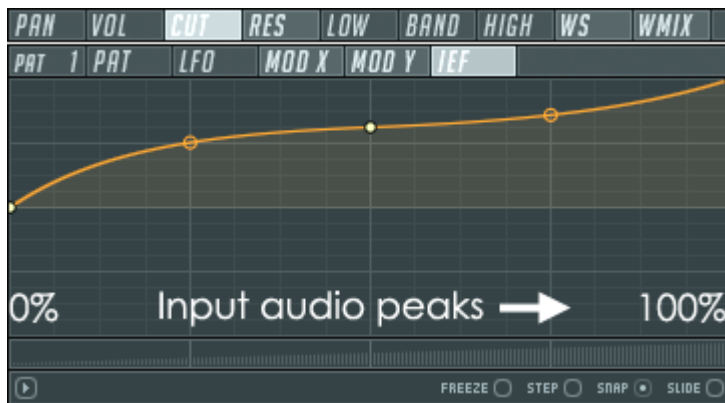 PAN VOL CUT RES LOW BAND HIGH WS WMIX
PAT 1 PAT LFO MOD X MOD Y IEF
0% Input audio peaks 100%
FREEZE STEP SNAP SLIDE